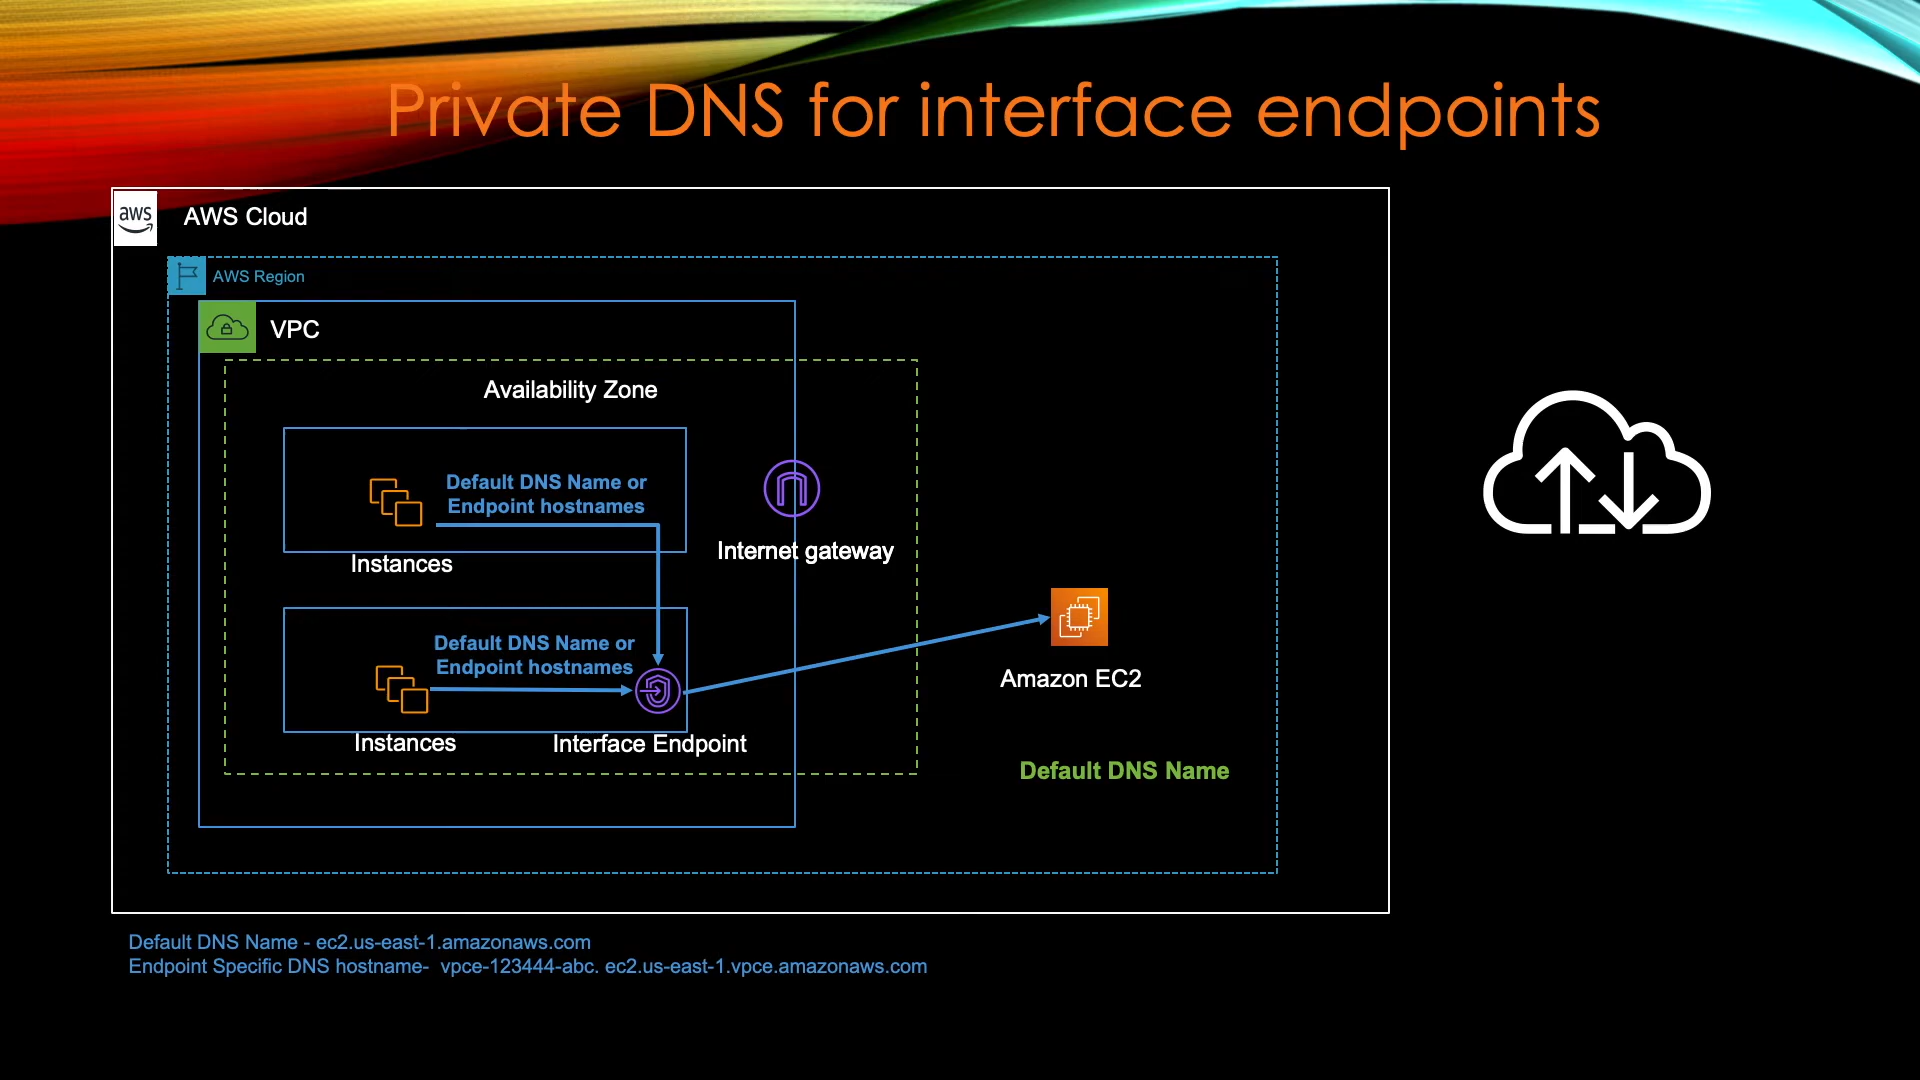 Private DNS for interface endpoints
aws
AWS Cloud
AWS Region
VPC
Availability Zone
Default DNS Name or
Endpoint hostnames
Instances
Internet gateway
Default DNS Name or
Endpoint hostnames
Instances
Interface Endpoint
Amazon EC2
Default DNS Name
Default DNS Name - ec2.us-east-1.amazonaws.com
Endpoint Specific DNS hostname-  vpce-123444-abc. ec2.us-east-1.vpce.amazonaws.com